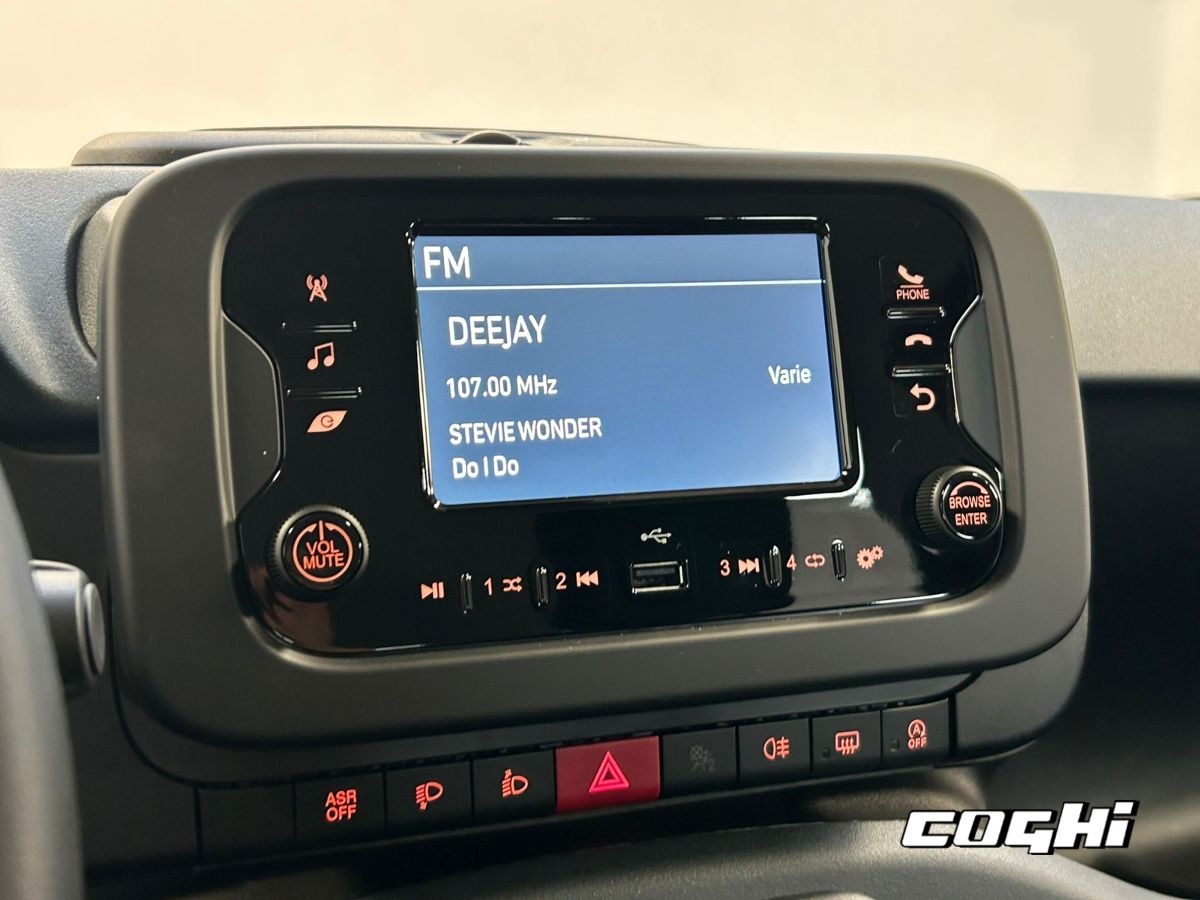 FM
DEEJAY
107.00 MHz
Varie
STEVIE WONDER
Do I Do
PHONE
VOL
MUTE
BROWSE
ENTER
1
2
3
4
ASR
OFF
A
OFF
COGHi